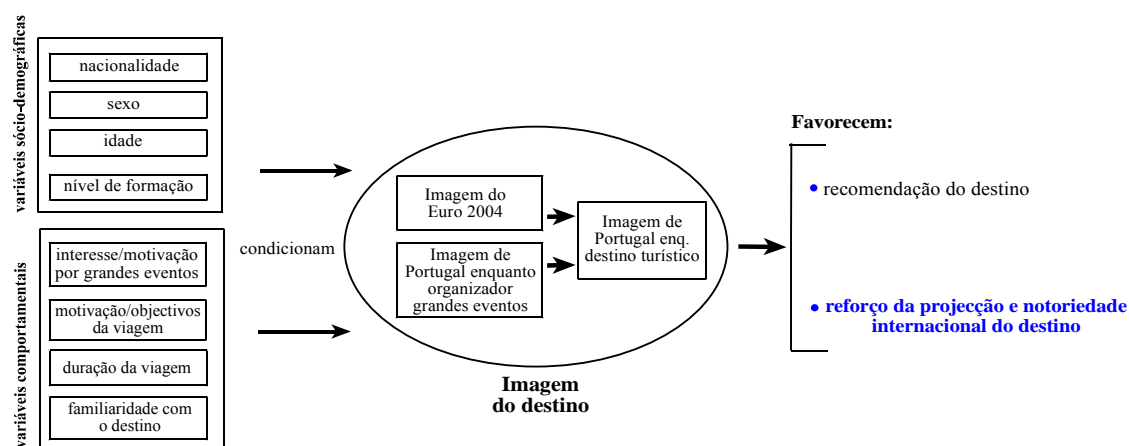 variáveis sócio-demográficas
nacionalidade
sexo
idade
nível de formação
variáveis comportamentais
interesse/motivação
por grandes eventos
motivação/objectivos
da viagem
duração da viagem
familiaridade com
o destino
condicionam
Imagem do
Euro 2004
Imagem de
Portugal enquanto
organizador
grandes eventos
Imagem de
Portugal enq.
destino turístico
Imagem
do destino
Favorecem:
• recomendação do destino
• reforço da projecção e notoriedade
internacional do destino